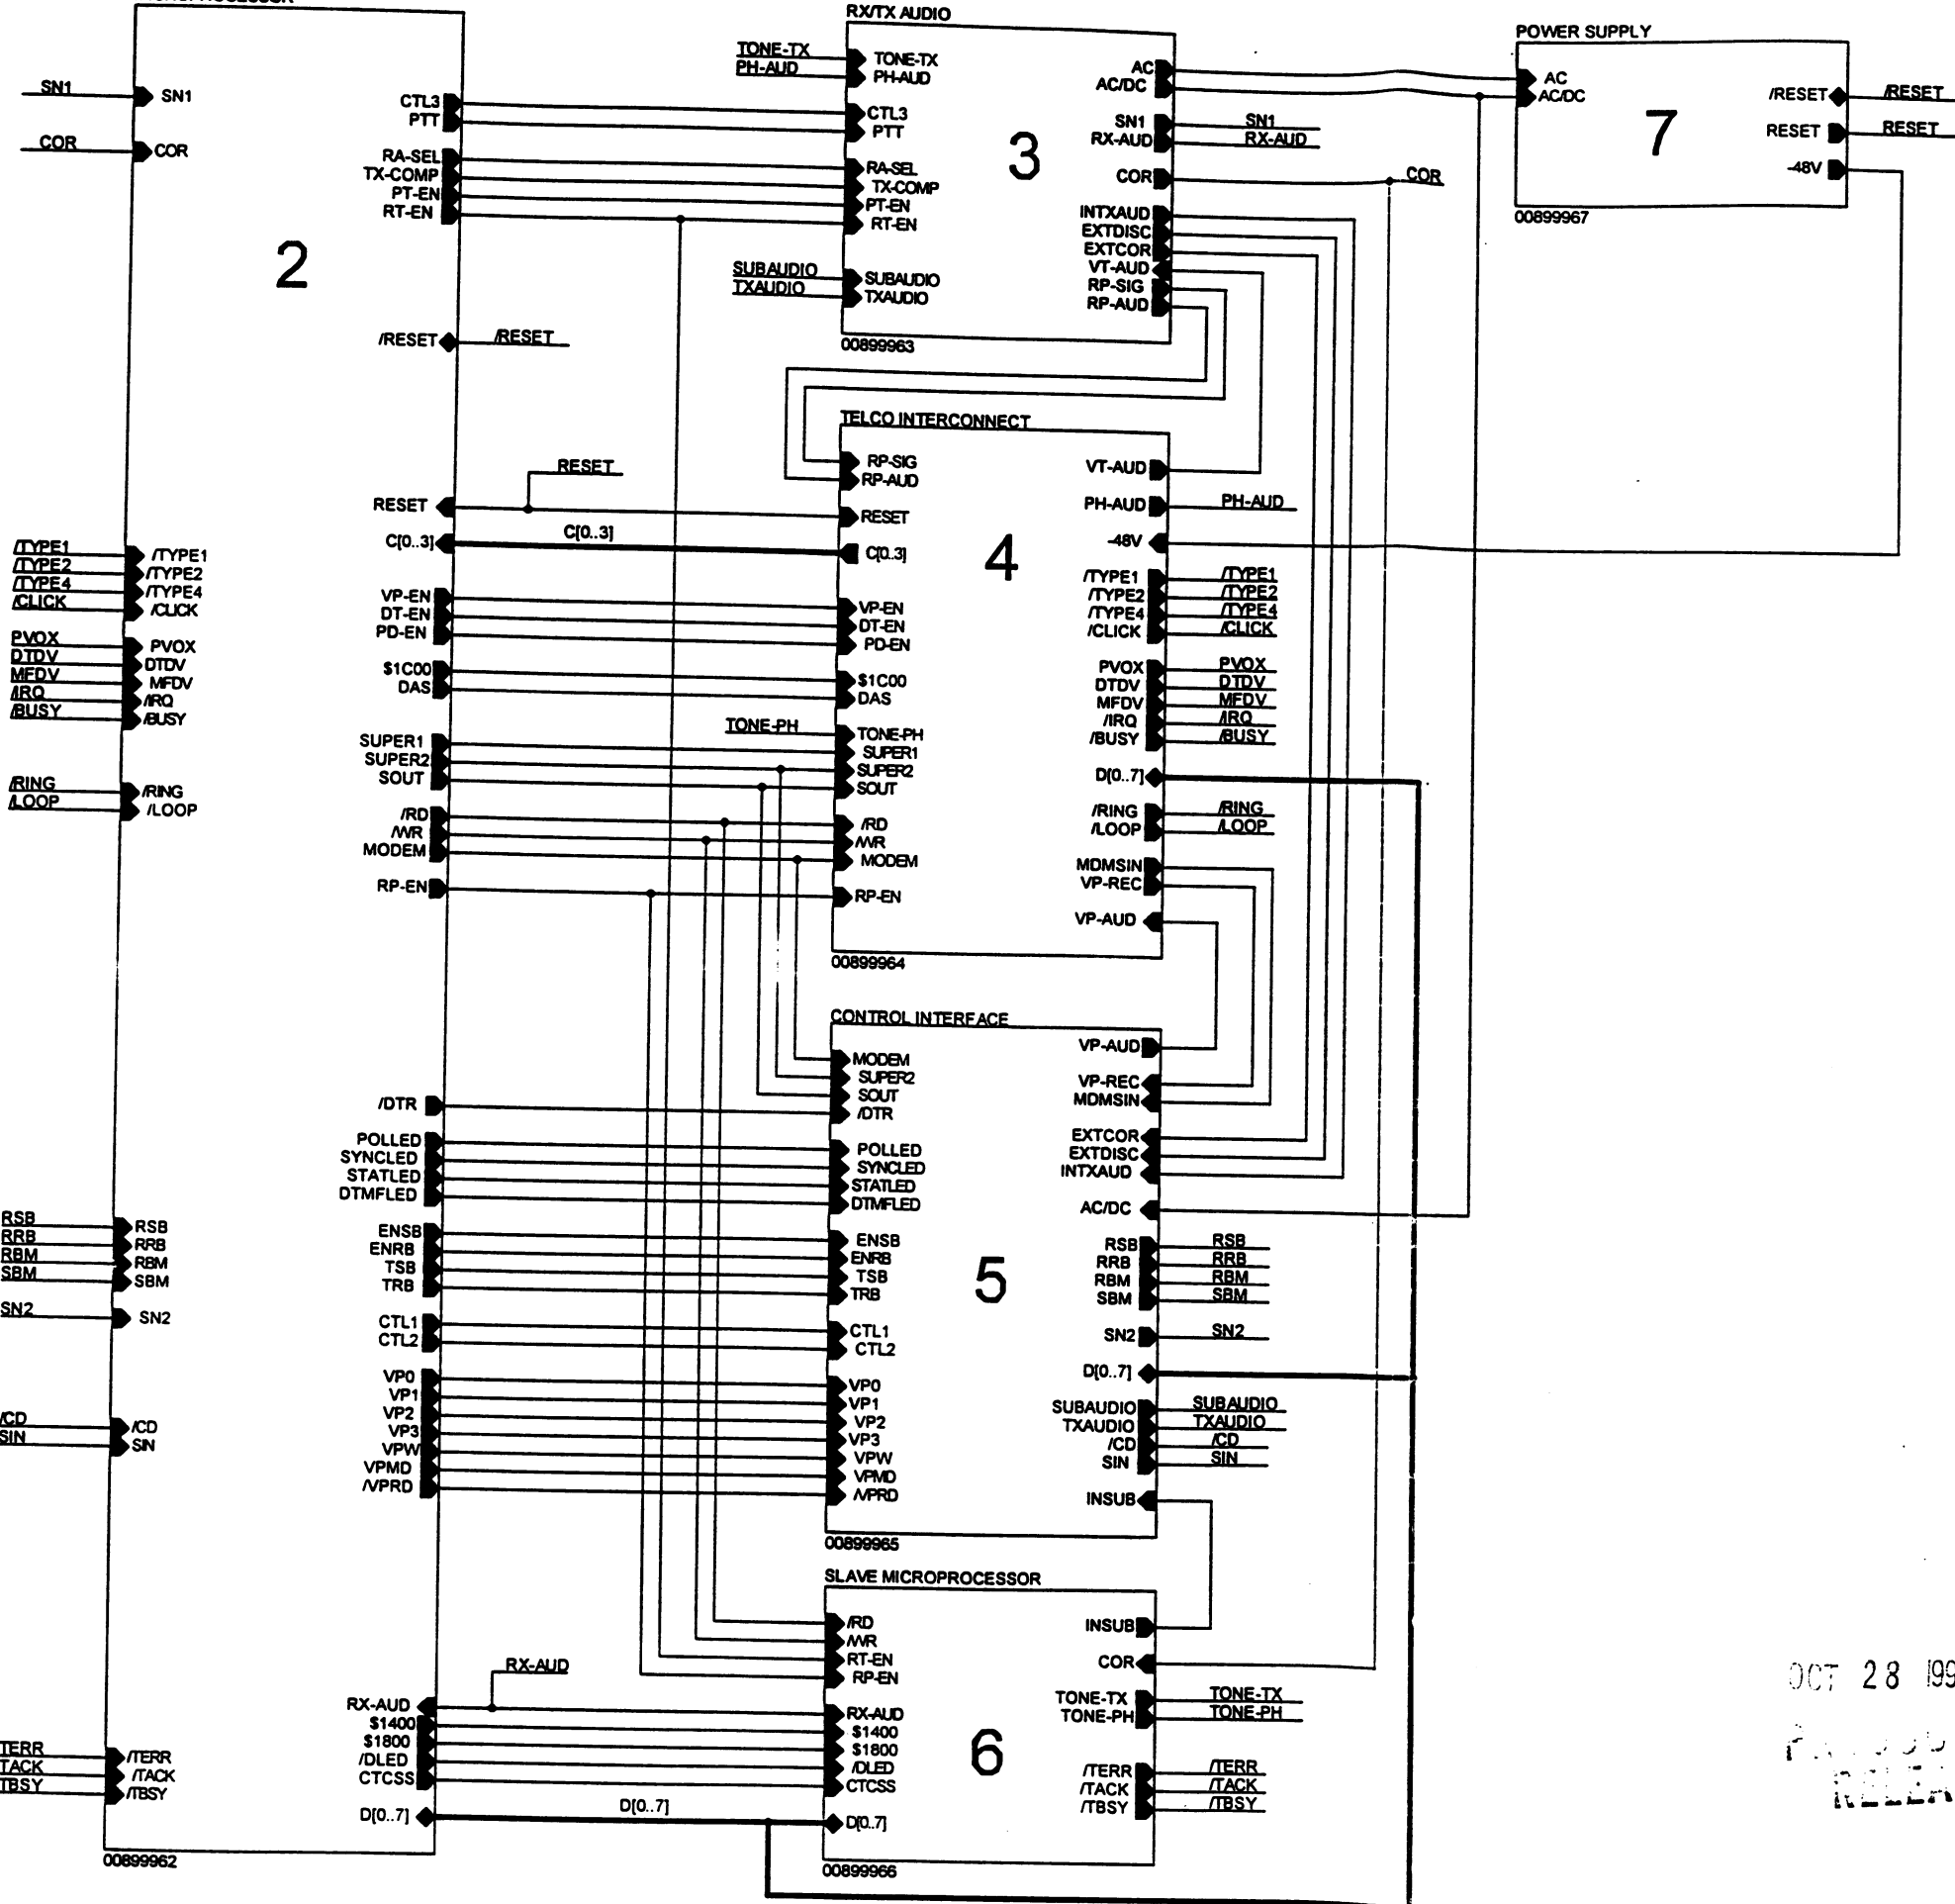 RX/TX AUDIO
POWER SUPPLY
SN1
SN1
COR
COR
CTL3
PTT
RA-SEL
TX-COMP
PT-EN
RT-EN
2
/RESET
/RESET
RESET
RESET
C[0..3]
C[0..3]
/TYPE1
/TYPE2
/TYPE4
/CLICK
/TYPE1
/TYPE2
/TYPE4
/CLICK
PVOX
DTDV
MFDV
/IRQ
/BUSY
PVOX
DTDV
MFDV
/IRQ
/BUSY
VP-EN
DT-EN
PD-EN
$1C00
DAS
SUPER1
SUPER2
SOUT
/RING
/LOOP
/RING
/LOOP
/RD
/WR
MODEM
RP-EN
/DTR
POLLED
SYNCLED
STATLED
DTMFLED
RSB
RRB
RBM
SBM
RSB
RRB
RBM
SBM
ENSB
ENRB
TSB
TRB
SN2
SN2
CTL1
CTL2
VP0
VP1
VP2
VP3
VPW
VPMD
/VPRD
/CD
SIN
/CD
SIN
RX-AUD
RX-AUD
$1400
$1800
/DLED
CTCSS
TERR
TACK
TBSY
/TERR
/TACK
/TBSY
D[0..7]
D[0..7]
00899962
TONE-TX
PH-AUD
TONE-TX
PH-AUD
CTL3
PTT
RA-SEL
TX-COMP
PT-EN
RT-EN
SUBAUDIO
TXAUDIO
SUBAUDIO
TXAUDIO
3
AC
AC/DC
SN1
RX-AUD
SN1
RX-AUD
COR
COR
INTXAUD
EXTDISC
EXTCOR
VT-AUD
RP-SIG
RP-AUD
00899963
AC
AC/DC
7
/RESET
/RESET
RESET
RESET
-48V
00899967
TELCO INTERCONNECT
RP-SIG
RP-AUD
RESET
C[0..3]
VP-EN
DT-EN
PD-EN
$1C00
DAS
TONE-PH
TONE-PH
SUPER1
SUPER2
SOUT
/RD
/WR
MODEM
RP-EN
4
VT-AUD
PH-AUD
PH-AUD
-48V
/TYPE1
/TYPE2
/TYPE4
/CLICK
/TYPE1
/TYPE2
/TYPE4
/CLICK
PVOX
DTDV
MFDV
/IRQ
/BUSY
PVOX
DTDV
MFDV
/IRQ
/BUSY
D[0..7]
/RING
/LOOP
/RING
/LOOP
MDMSIN
VP-REC
VP-AUD
00899964
CONTROL INTERFACE
MODEM
SUPER2
SOUT
/DTR
POLLED
SYNCLED
STATLED
DTMFLED
ENSB
ENRB
TSB
TRB
CTL1
CTL2
VP0
VP1
VP2
VP3
VPW
VPMD
/VPRD
5
VP-AUD
VP-REC
MDMSIN
EXTCOR
EXTDISC
INTXAUD
AC/DC
RSB
RRB
RBM
SBM
RSB
RRB
RBM
SBM
SN2
SN2
D[0..7]
SUBAUDIO
TXAUDIO
/CD
SIN
SUBAUDIO
TXAUDIO
/CD
SIN
INSUB
00899965
SLAVE MICROPROCESSOR
/RD
/WR
RT-EN
RP-EN
RX-AUD
$1400
$1800
/DLED
CTCSS
D[0..7]
6
INSUB
COR
TONE-TX
TONE-PH
TONE-TX
TONE-PH
/TERR
/TACK
/TBSY
/TERR
/TACK
/TBSY
00899966
OCT 28 199